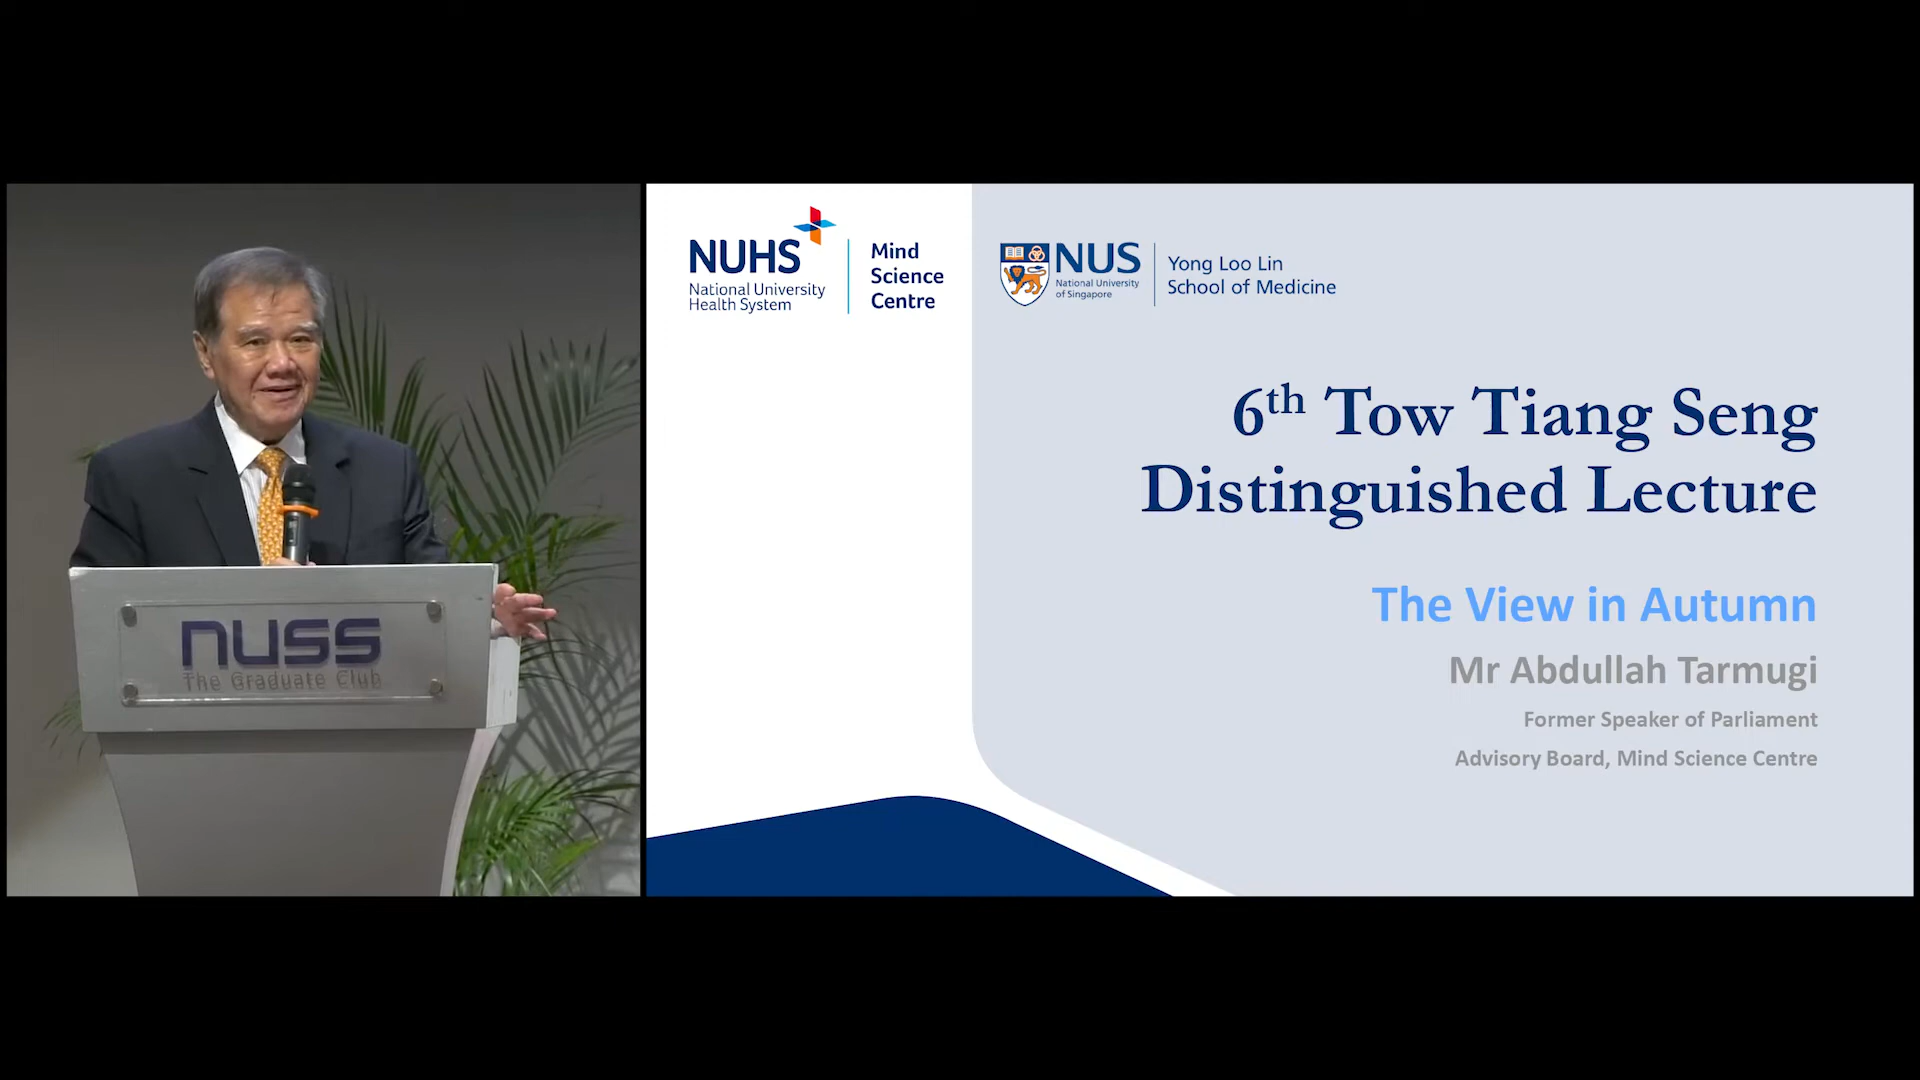 nuss
The Graduate Club
NUHS
National University
Health System
Mind
Science
Centre
NUS
National University
of Singapore
Yong Loo Lin
School of Medicine
6th Tow Tiang Seng
Distinguished Lecture
The View in Autumn
Mr Abdullah Tarmugi
Former Speaker of Parliament
Advisory Board, Mind Science Centre